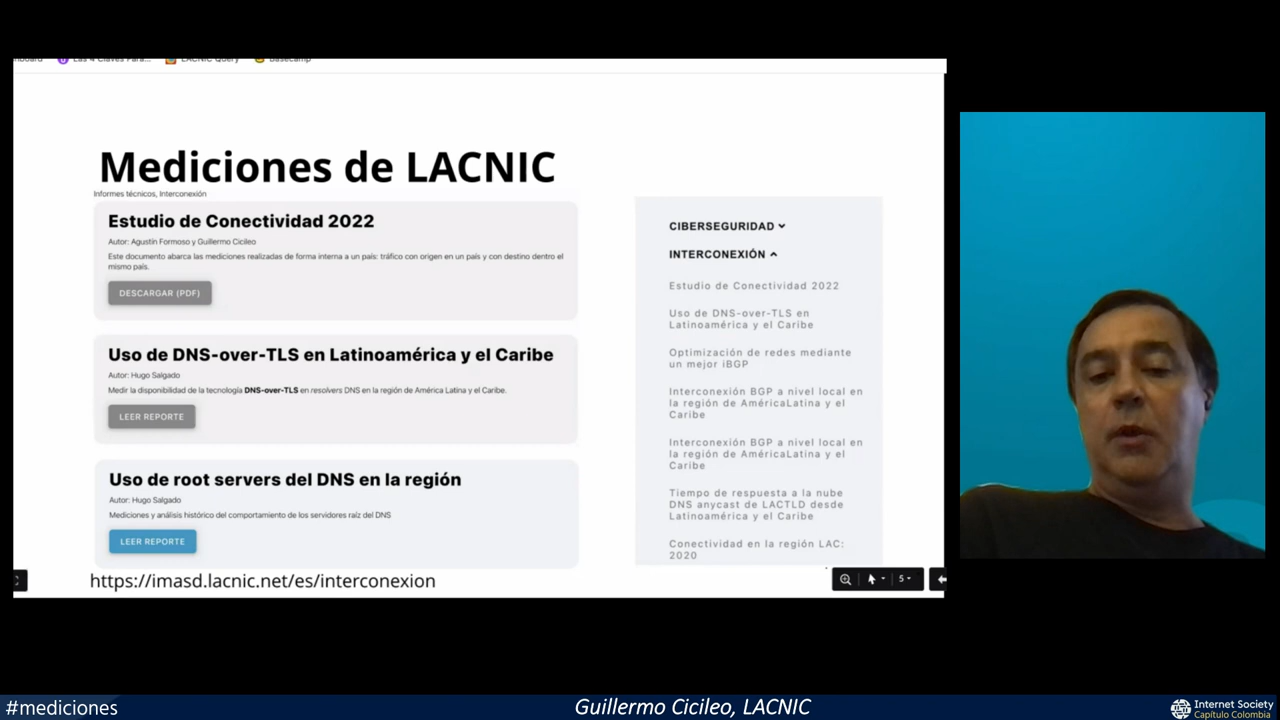 Las 4 Claves Para...
LACNIC Query
Basecamp
Mediciones de LACNIC
Informes técnicos, Interconexión
Estudio de Conectividad 2022
Autor: Agustín Formoso y Guillermo Cicileo
Este documento abarca las mediciones realizadas de forma interna a un país: tráfico con origen en un país y con destino dentro el
mismo país.
DESCARGAR (PDF)
Uso de DNS-over-TLS en Latinoamérica y el Caribe
Autor: Hugo Salgado
Medir la disponibilidad de la tecnología DNS-over-TLS en resolvers DNS en la región de América Latina y el Caribe.
LEER REPORTE
Uso de root servers del DNS en la región
Autor: Hugo Salgado
Mediciones y análisis histórico del comportamiento de los servidores raíz del DNS
LEER REPORTE
https://imasd.lacnic.net/es/interconexion
CIBERSEGURIDAD
INTERCONEXIÓN
Estudio de Conectividad 2022
Uso de DNS-over-TLS en
Latinoamérica y el Caribe
Optimización de redes mediante
un mejor iBGP
Interconexión BGP a nivel local en
la región de AméricaLatina y el
Caribe
Interconexión BGP a nivel local en
la región de AméricaLatina y el
Caribe
Tiempo de respuesta a la nube
DNS anycast de LACTLD desde
Latinoamérica y el Caribe
Conectividad en la región LAC:
2020
5
#mediciones
Guillermo Cicileo, LACNIC
Internet Society
Capítulo Colombia